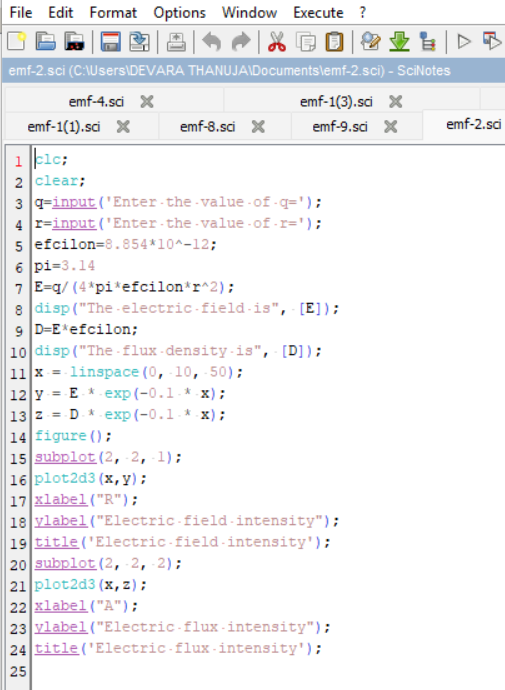 File Edit Format Options Window Execute ?
emf-2.sci (C:\Users\DEVARA THANUJA\Documents\emf-2.sci) - SciNotes
emf-4.sci emf-1(3).sci
emf-1(1).sci emf-8.sci emf-9.sci emf-2.sci
1 clc;
2 clear;
3 q=input('Enter the value of q=');
4 r=input('Enter the value of r=');
5 efcilon=8.854*10^-12;
6 pi=3.14
7 E=q/(4*pi*efcilon*r^2);
8 disp("The electric field is", [E]);
9 D=E*efcilon;
10 disp("The flux density is", [D]);
11 x = linspace(0, 10, 50);
12 y = E * exp(-0.1 * x);
13 z = D * exp(-0.1 * x);
14 figure();
15 subplot(2, 2, 1);
16 plot2d3(x,y);
17 xlabel("R");
18 ylabel("Electric field intensity");
19 title('Electric field intensity');
20 subplot(2, 2, 2);
21 plot2d3(x,z);
22 xlabel("A");
23 ylabel("Electric flux intensity");
24 title('Electric flux intensity');
25